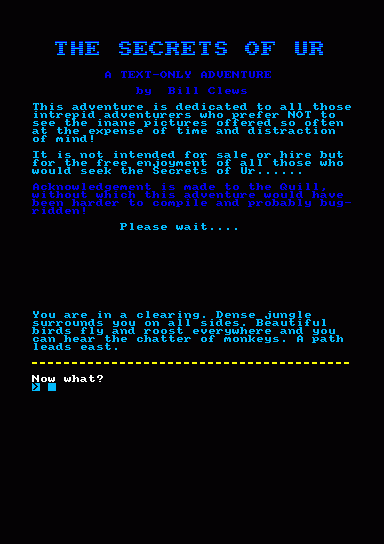 THE SECRETS OF UR
A TEXT-ONLY ADVENTURE
by  Bill Clews
This adventure is dedicated to all those
intrepid adventurers who prefer NOT to
see the inane pictures offered so often
at the expense of time and distraction
of mind!
It is not intended for sale or hire but
for the free enjoyment of all those who
would seek the Secrets of Ur......
Acknowledgement is made to the Quill,
without which this adventure would have
been harder to compile and probably bug-
ridden!
Please wait....
You are in a clearing. Dense jungle
surrounds you on all sides. Beautiful
birds fly and roost everywhere and you
can hear the chatter of monkeys. A path
leads east.
----------------------------------------
Now what?
>